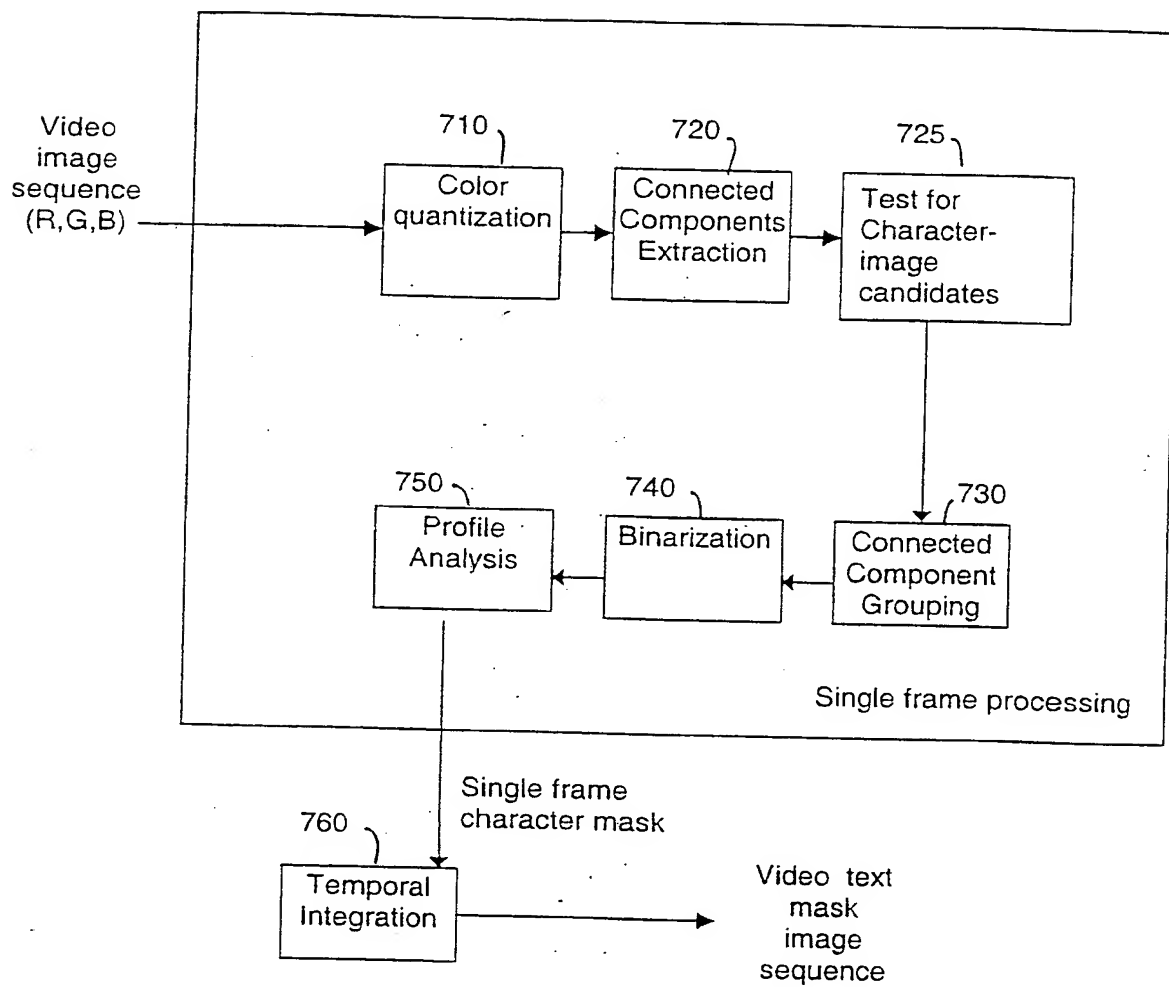 Video
image
sequence
(R,G,B)
710
Color
quantization
720
Connected
Components
Extraction
725
Test for
Character-
image
candidates
730
Connected
Component
Grouping
740
Binarization
750
Profile
Analysis
Single frame processing
Single frame
character mask
760
Temporal
Integration
Video text
mask
image
sequence